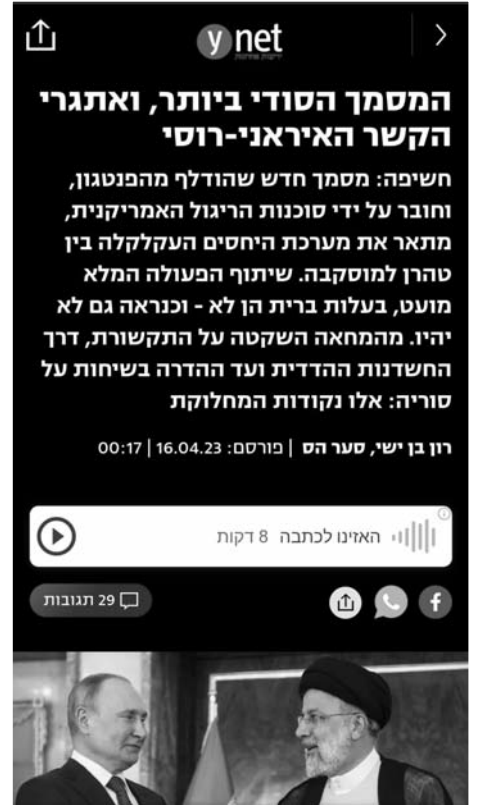 ynet
המסמך הסודי ביותר, ואתגרי
הקשר האיראני-רוסי
חשיפה: מסמך חדש שהודלף מהפנטגון,
וחובר על ידי סוכנות הריגול האמריקנית,
מתאר את מערכת היחסים העקלקלה בין
טהרן למוסקבה. שיתוף הפעולה המלא
מועט, בעלות ברית הן לא - וכנראה גם לא
יהיו. מהמחאה השקטה על התקשורת, דרך
החשדנות ההדדית ועד ההדרה בשיחות על
סוריה: אלו נקודות המחלוקת
רון בן ישי, סער הס | פורסם: 16.04.23 | 00:17
האזינו לכתבה 8 דקות
29 תגובות